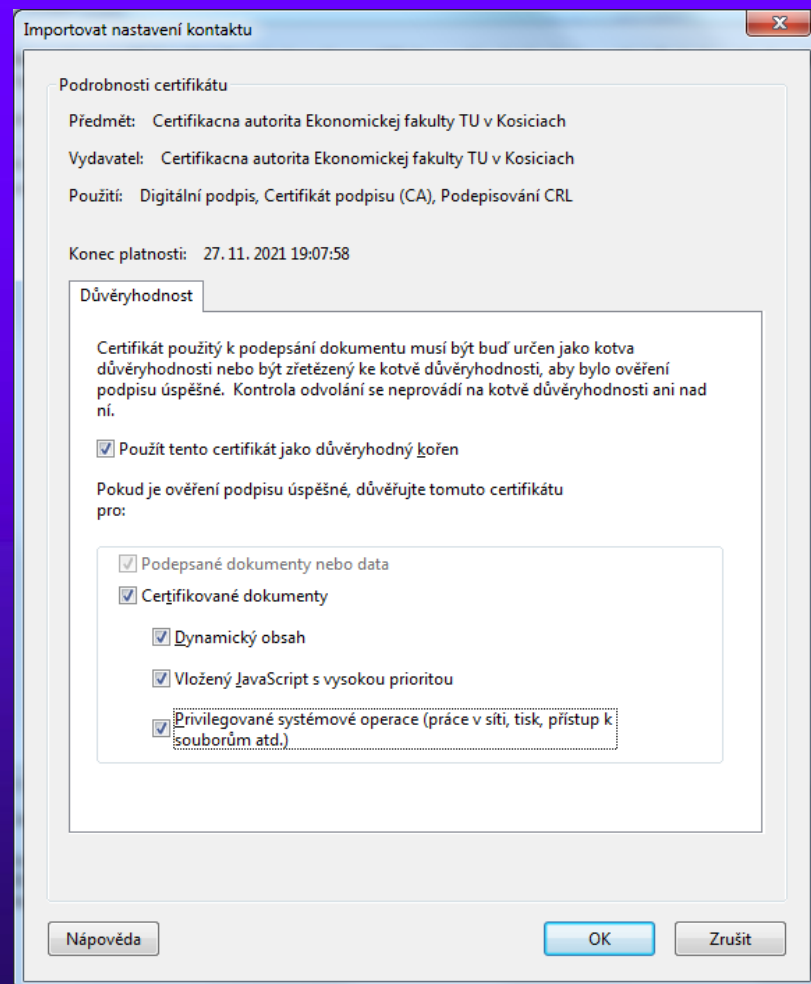 Importovat nastavení kontaktu
Podrobnosti certifikátu
Předmět: Certifikacna autorita Ekonomickej fakulty TU v Kosiciach
Vydavatel: Certifikacna autorita Ekonomickej fakulty TU v Kosiciach
Použití: Digitální podpis, Certifikát podpisu (CA), Podepisování CRL
Konec platnosti: 27. 11. 2021 19:07:58
Důvěryhodnost
Certifikát použitý k podepsání dokumentu musí být buď určen jako kotva
důvěryhodnosti nebo být zřetězený ke kotvě důvěryhodnosti, aby bylo ověření
podpisu úspěšné. Kontrola odvolání se neprovádí na kotvě důvěryhodnosti ani nad
ní.
Použít tento certifikát jako důvěryhodný kořen
Pokud je ověření podpisu úspěšné, důvěřujte tomuto certifikátu
pro:
Podepsané dokumenty nebo data
Certifikované dokumenty
Dynamický obsah
Vložený JavaScript s vysokou prioritou
Privilegované systémové operace (práce v síti, tisk, přístup k
souborům atd.)
Nápověda
OK
Zrušit